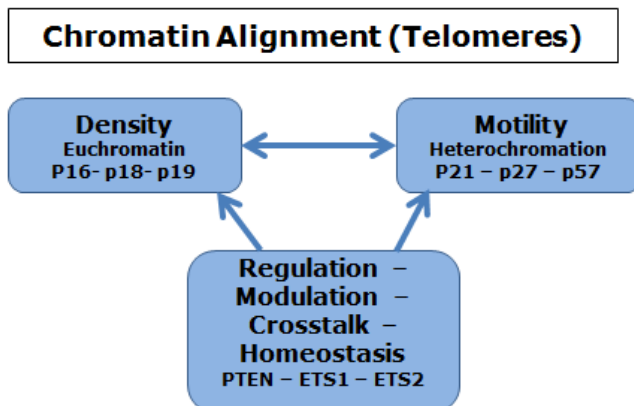 Chromatin Alignment (Telomeres)
Density
Euchromatin
P16- p18- p19
Motility
Heterochromation
P21 – p27 – p57
Regulation –
Modulation –
Crosstalk –
Homeostasis
PTEN – ETS1 – ETS2